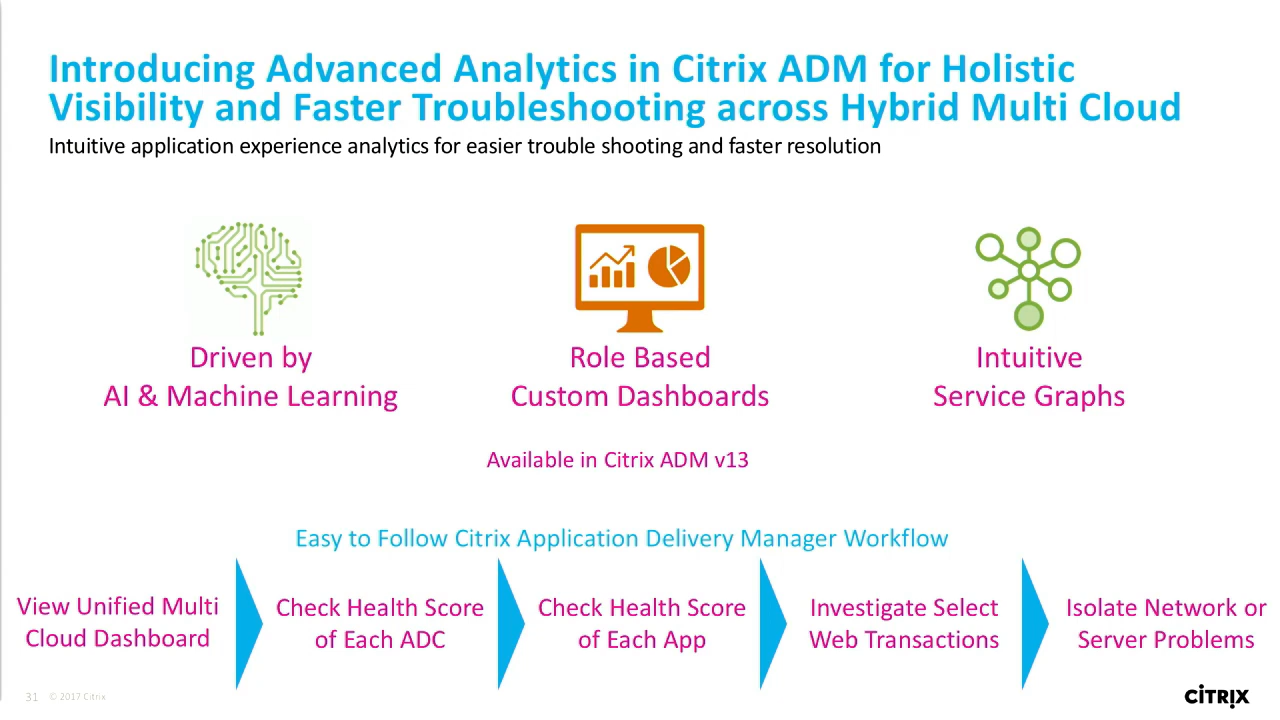 Introducing Advanced Analytics in Citrix ADM for Holistic
Visibility and Faster Troubleshooting across Hybrid Multi Cloud
Intuitive application experience analytics for easier trouble shooting and faster resolution
Driven by
AI & Machine Learning
Role Based
Custom Dashboards
Intuitive
Service Graphs
Available in Citrix ADM v13
Easy to Follow Citrix Application Delivery Manager Workflow
View Unified Multi
Cloud Dashboard
Check Health Score
of Each ADC
Check Health Score
of Each App
Investigate Select
Web Transactions
Isolate Network or
Server Problems
31 © 2017 Citrix
CITRIX